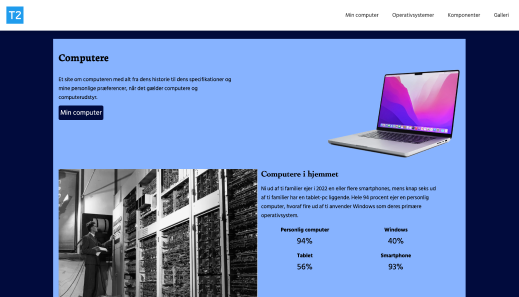 T2
Min computer Operativsystemer Komponenter Galleri
Computere
Et site om computeren med alt fra dens historie til dens specifikationer og
mine personlige præferencer, når det gælder computere og
computerudstyr.
Min computer
Computere i hjemmet
Ni ud af ti familier ejer i 2022 en eller flere smartphones, mens knap seks ud
af ti familier har en tablet-pc liggende. Hele 94 procent ejer en personlig
computer, hvoraf fire ud af ti anvender Windows som deres primære
operativsystem.
Personlig computer Windows
94% 40%
Tablet Smartphone
56% 93%